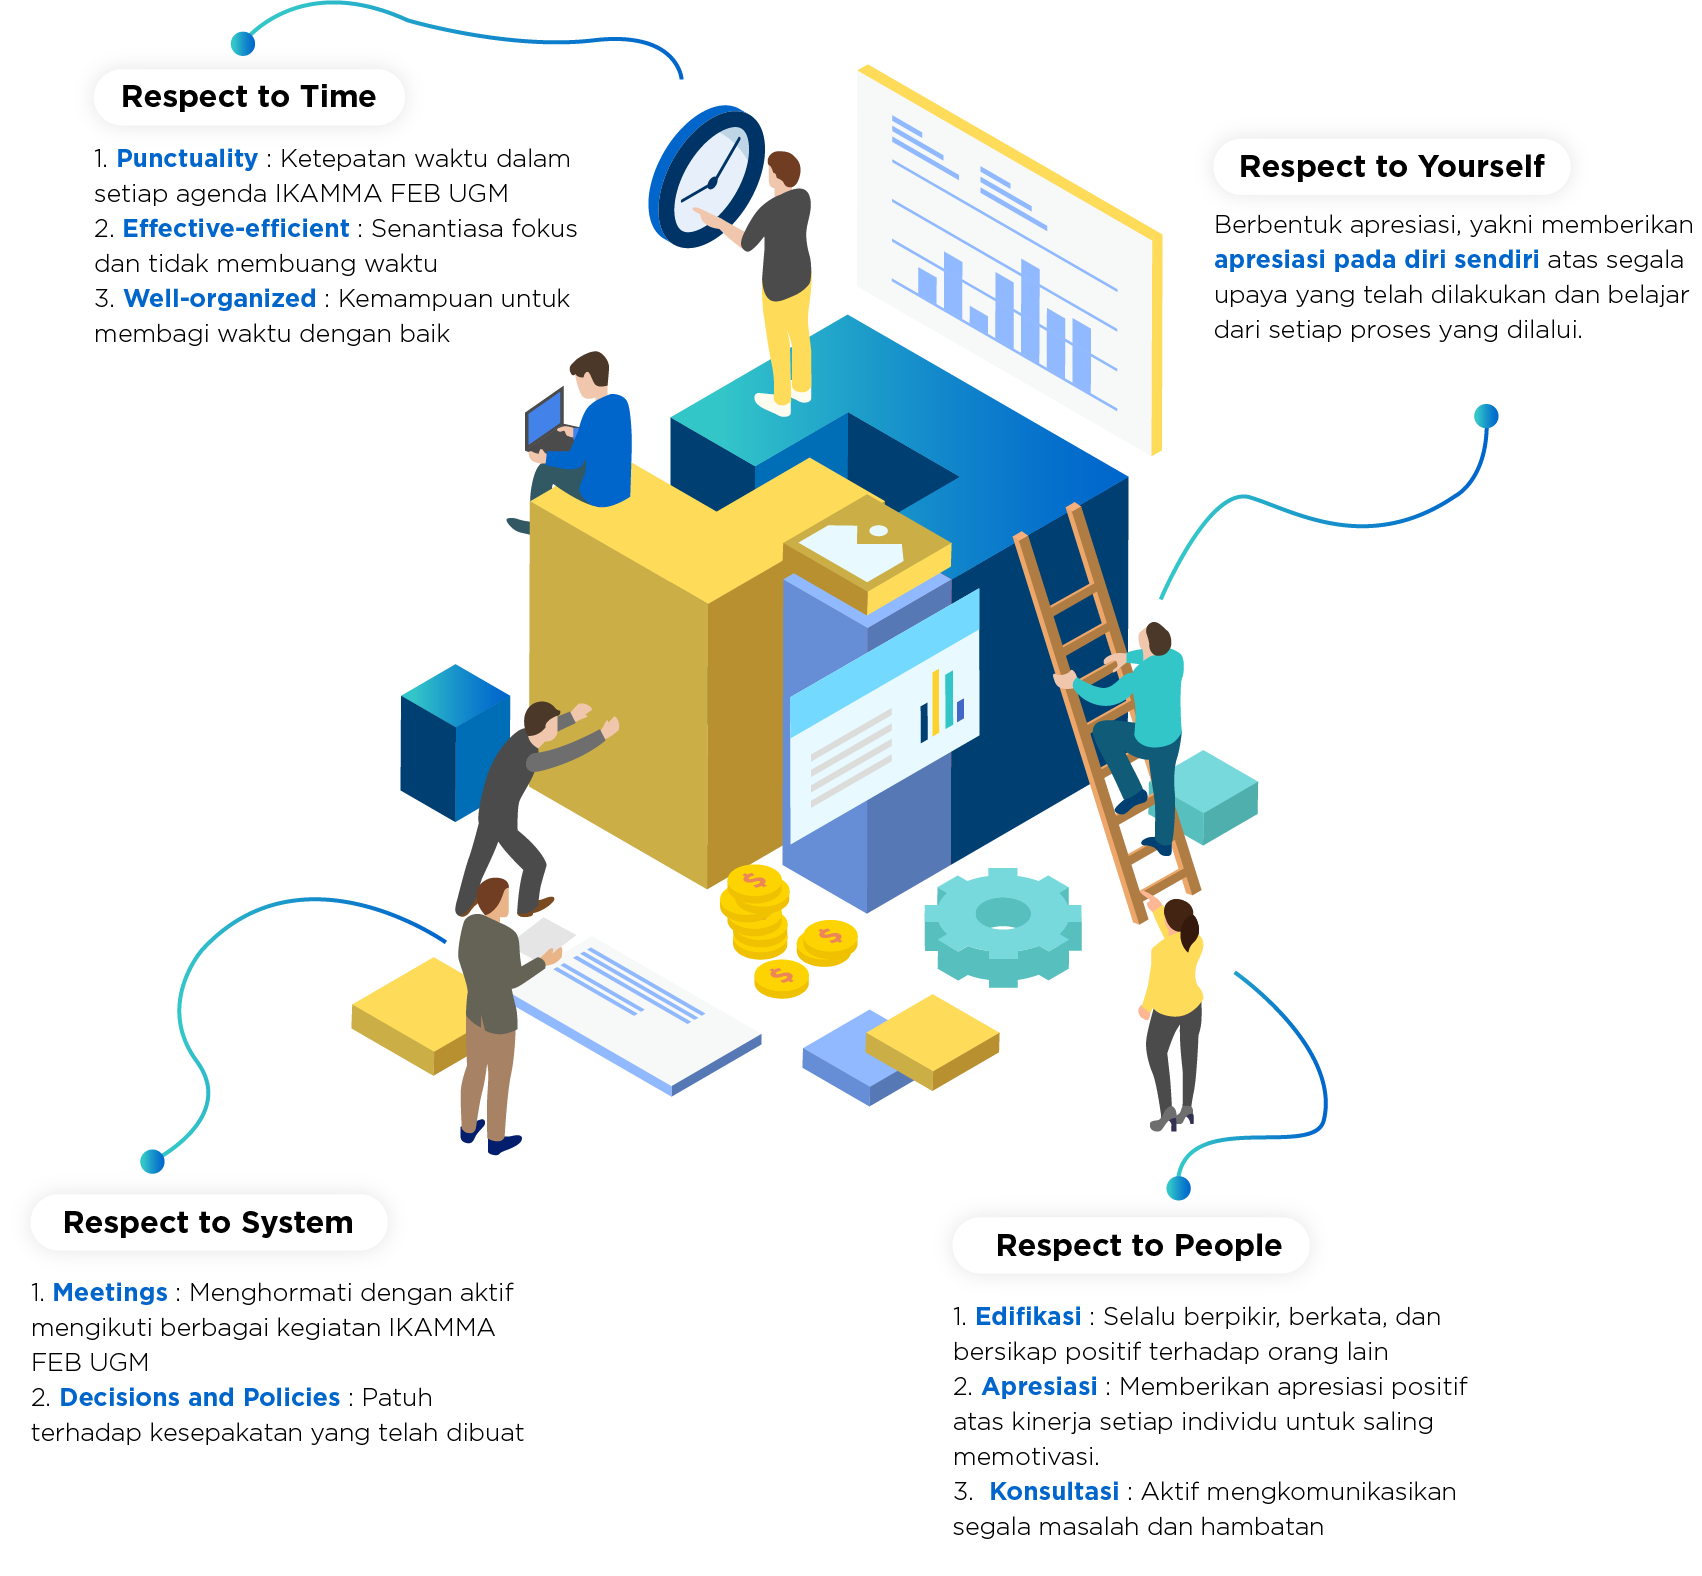 Respect to Time
1. Punctuality : Ketepatan waktu dalam
setiap agenda IKAMMA FEB UGM
2. Effective-efficient : Senantiasa fokus
dan tidak membuang waktu
3. Well-organized : Kemampuan untuk
membagi waktu dengan baik
Respect to Yourself
Berbentuk apresiasi, yakni memberikan
apresiasi pada diri sendiri atas segala
upaya yang telah dilakukan dan belajar
dari setiap proses yang dilalui.
$
$
$
Respect to System
1. Meetings : Menghormati dengan aktif
mengikuti berbagai kegiatan IKAMMA
FEB UGM
2. Decisions and Policies : Patuh
terhadap kesepakatan yang telah dibuat
Respect to People
1. Edifikasi : Selalu berpikir, berkata, dan
bersikap positif terhadap orang lain
2. Apresiasi : Memberikan apresiasi positif
atas kinerja setiap individu untuk saling
memotivasi.
3. Konsultasi : Aktif mengkomunikasikan
segala masalah dan hambatan